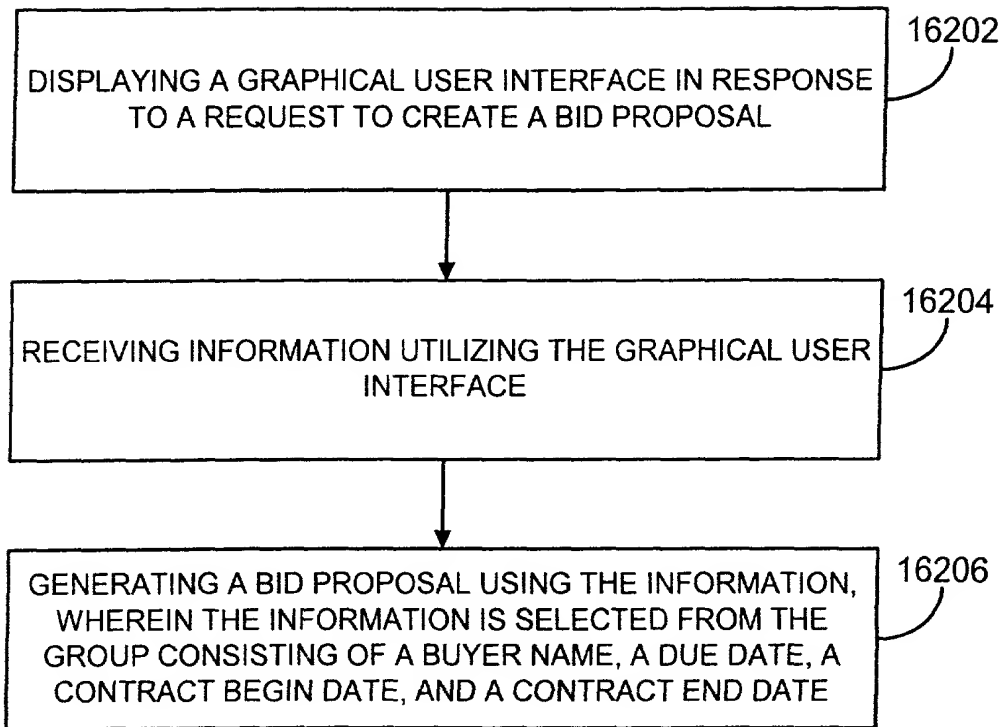 16202
DISPLAYING A GRAPHICAL USER INTERFACE IN RESPONSE
TO A REQUEST TO CREATE A BID PROPOSAL
16204
RECEIVING INFORMATION UTILIZING THE GRAPHICAL USER
INTERFACE
16206
GENERATING A BID PROPOSAL USING THE INFORMATION,
WHEREIN THE INFORMATION IS SELECTED FROM THE
GROUP CONSISTING OF A BUYER NAME, A DUE DATE, A
CONTRACT BEGIN DATE, AND A CONTRACT END DATE